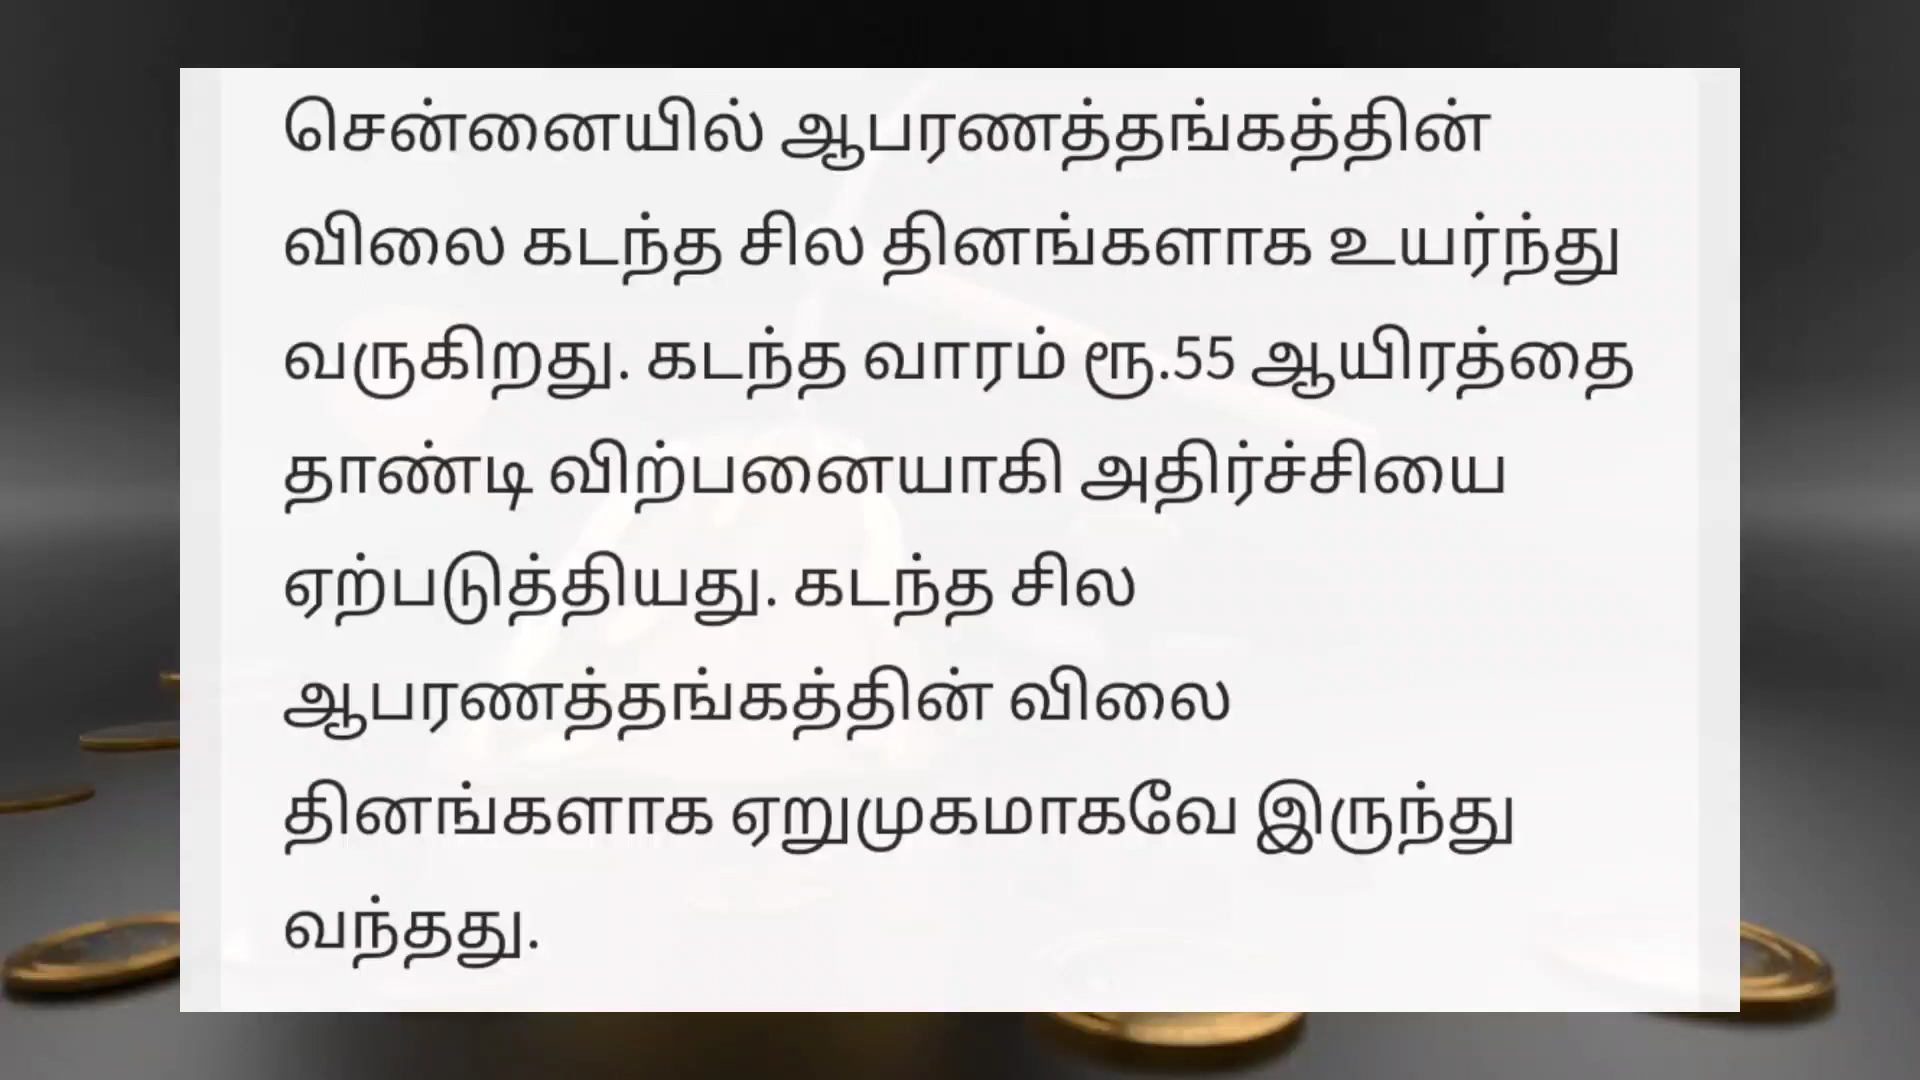 சென்னையில் ஆபரணத்தங்கத்தின்
விலை கடந்த சில தினங்களாக உயர்ந்து
வருகிறது. கடந்த வாரம் ரூ.55 ஆயிரத்தை
தாண்டி விற்பனையாகி அதிர்ச்சியை
ஏற்படுத்தியது. கடந்த சில
ஆபரணத்தங்கத்தின் விலை
தினங்களாக ஏறுமுகமாகவே இருந்து
வந்தது.